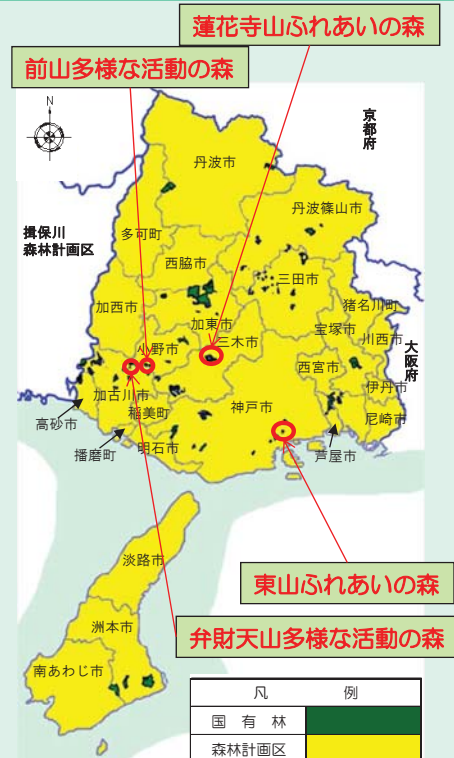 蓮花寺山ふれあいの森
前山多様な活動の森
N
京都府
丹波市
丹波篠山市
揖保川
森林計画区
多可町
西脇市
三田市
加西市
猪名川町
加東市
宝塚市
川西市
小野市
三木市
大阪府
西宮市
伊丹市
加古川市
稲美町
神戸市
尼崎市
高砂市
播磨町
明石市
芦屋市
淡路市
東山ふれあいの森
洲本市
弁財天山多様な活動の森
南あわじ市
凡 例
国 有 林
森林計画区